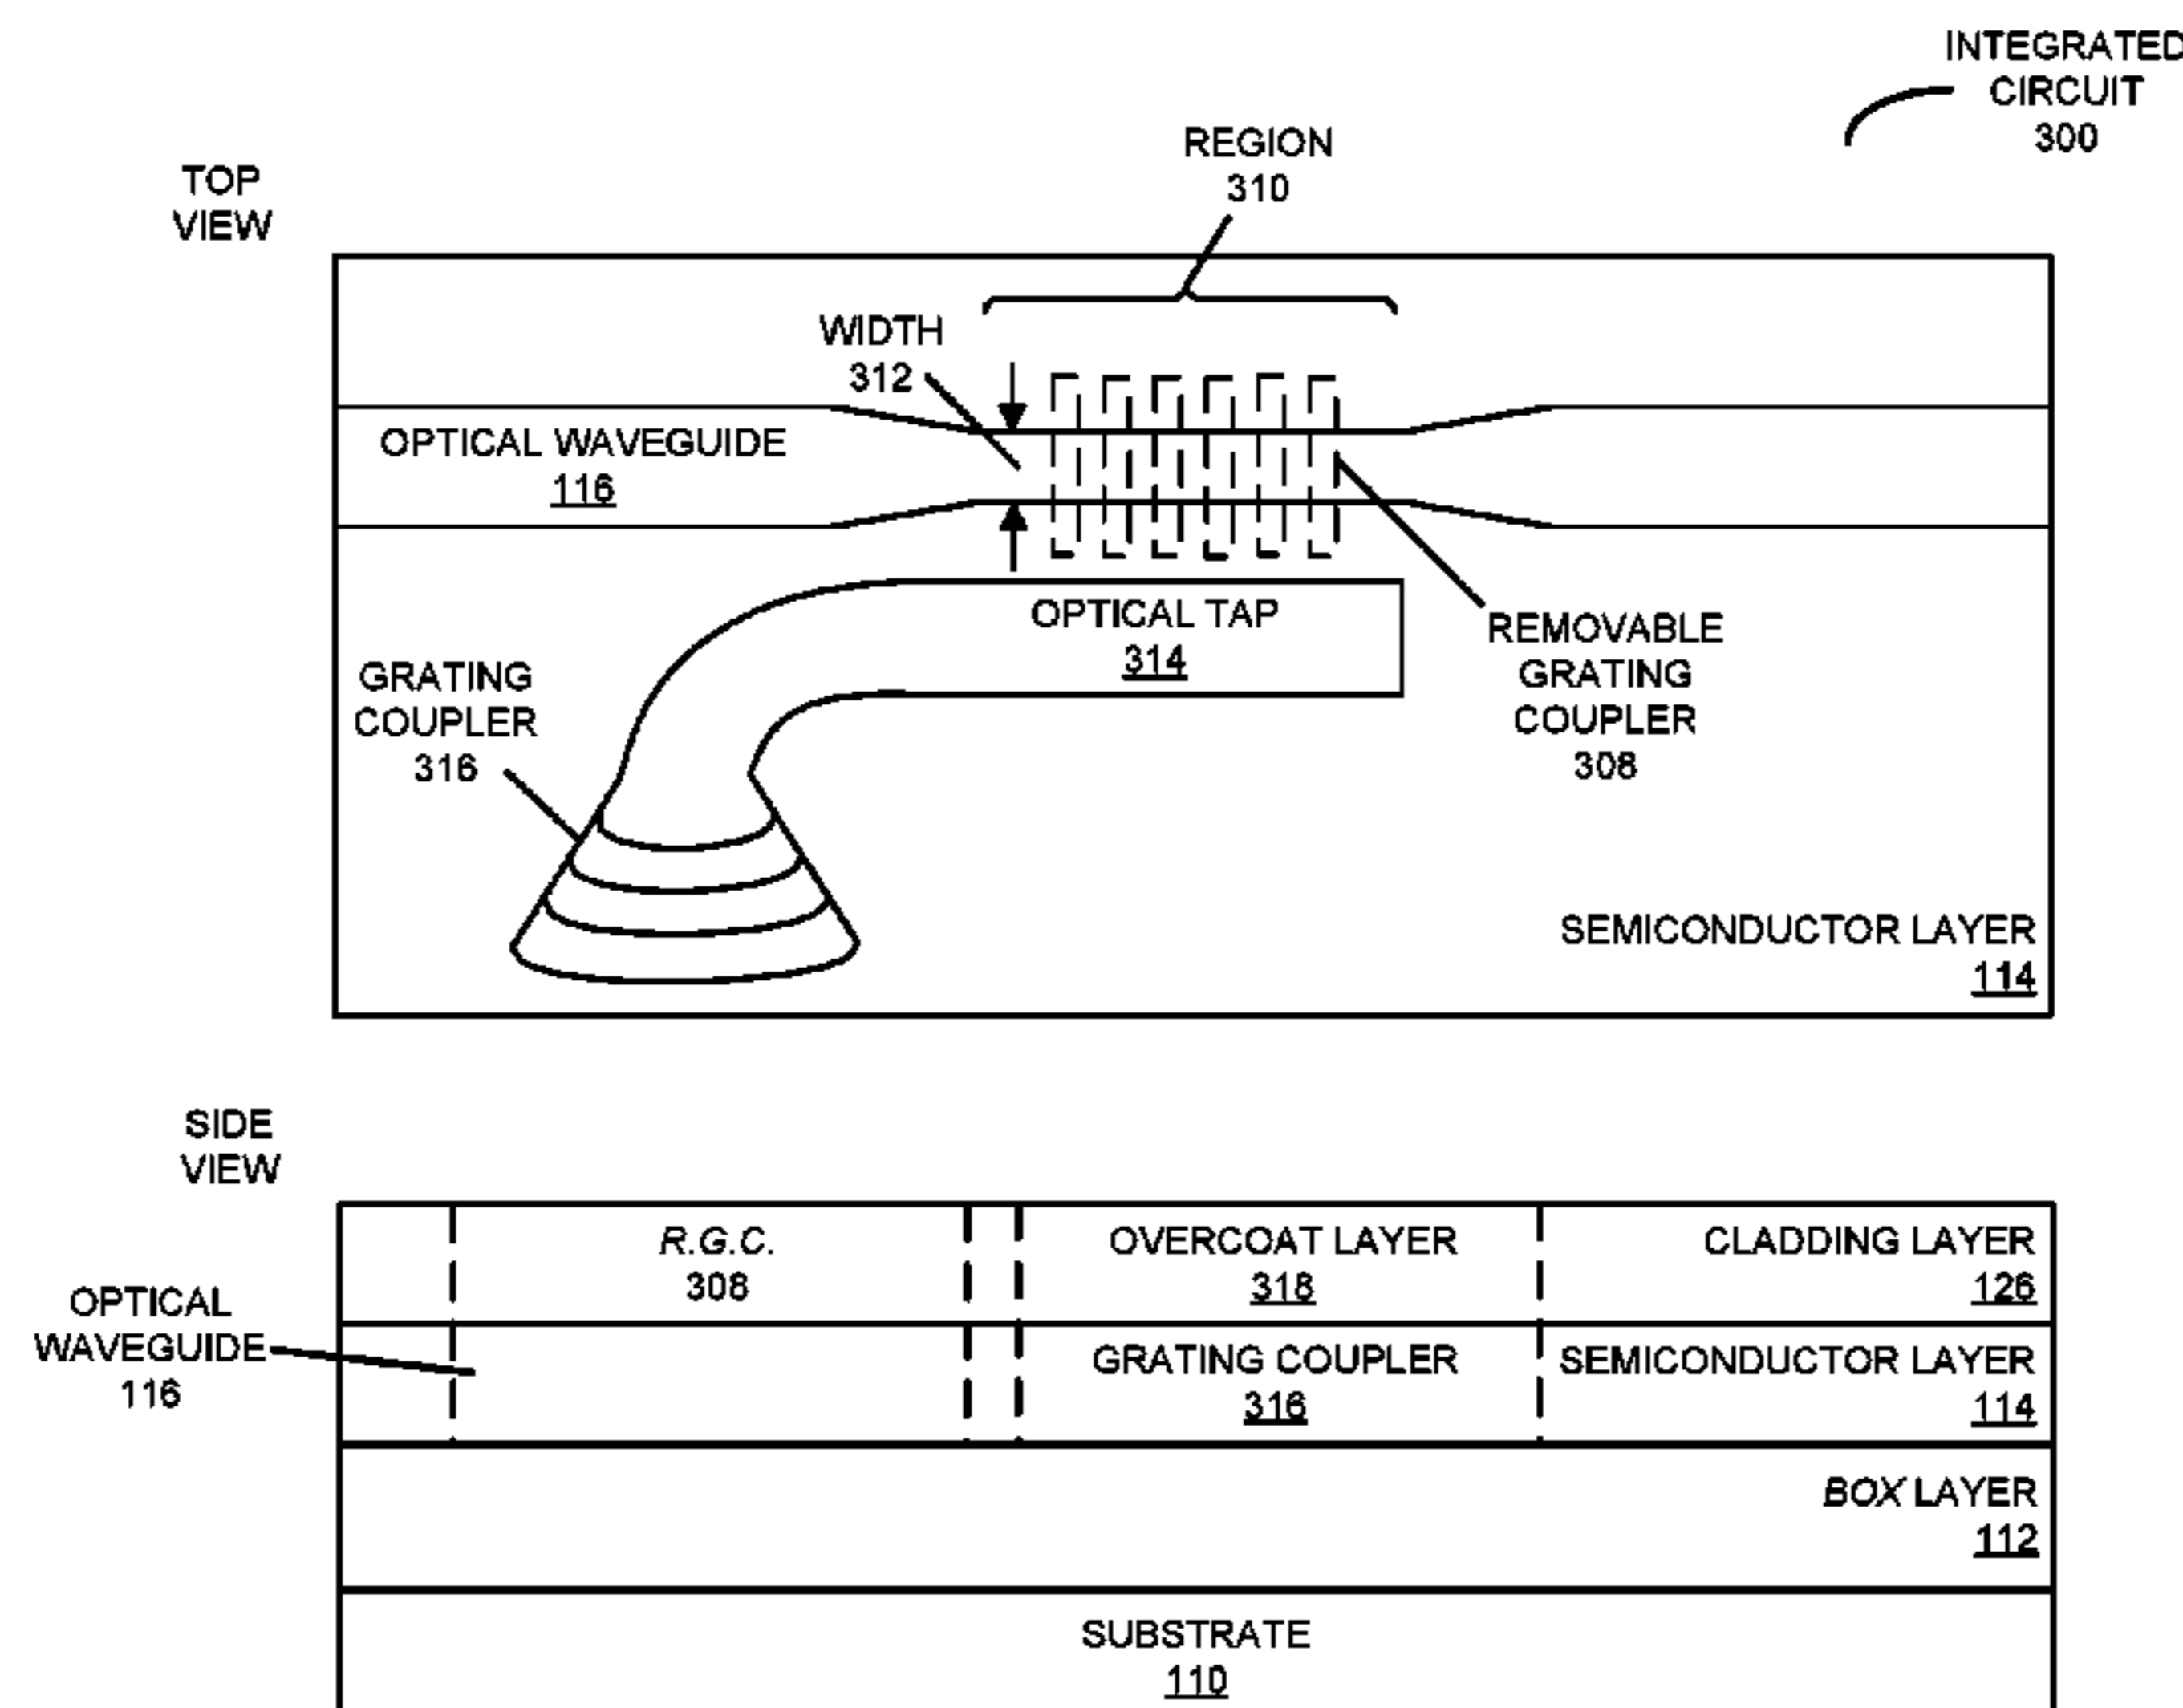 INTEGRATED
CIRCUIT
300
REGION
310
TOP
VIEW
WIDTH
312
OPTICAL WAVEGUIDE
116
OPTICAL TAP
314
REMOVABLE
GRATING
COUPLER
308
GRATING
COUPLER
316
SEMICONDUCTOR LAYER
114
SIDE
VIEW
R.G.C.
308
OVERCOAT LAYER
318
CLADDING LAYER
126
OPTICAL
WAVEGUIDE
116
GRATING COUPLER
316
SEMICONDUCTOR LAYER
114
BOX LAYER
112
SUBSTRATE
110